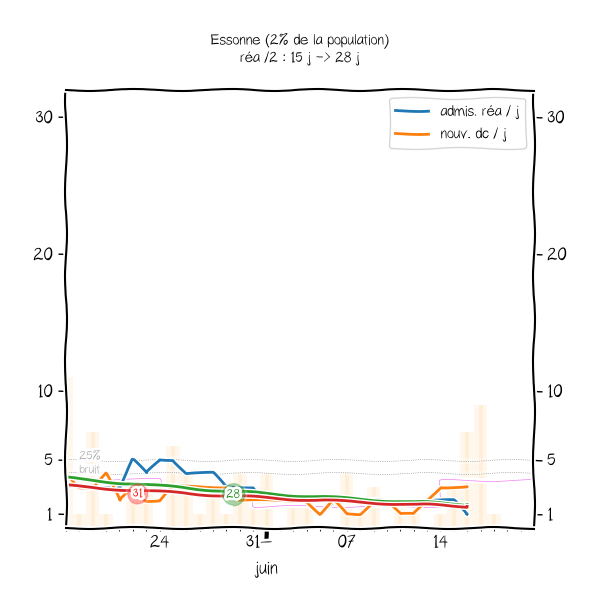 Essonne (2% de la population)
réa /2 : 15 j -> 28 j
admis. réa / j
nouv. dc / j
30
30
20
20
10
10
5
5
25%
bruit
31
28
1
1
24
31
07
14
juin